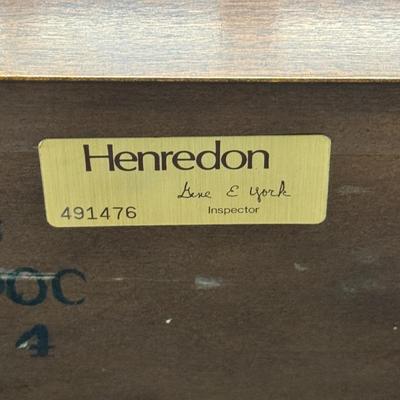 Henredon
Gene E York
491476 Inspector
OC
4